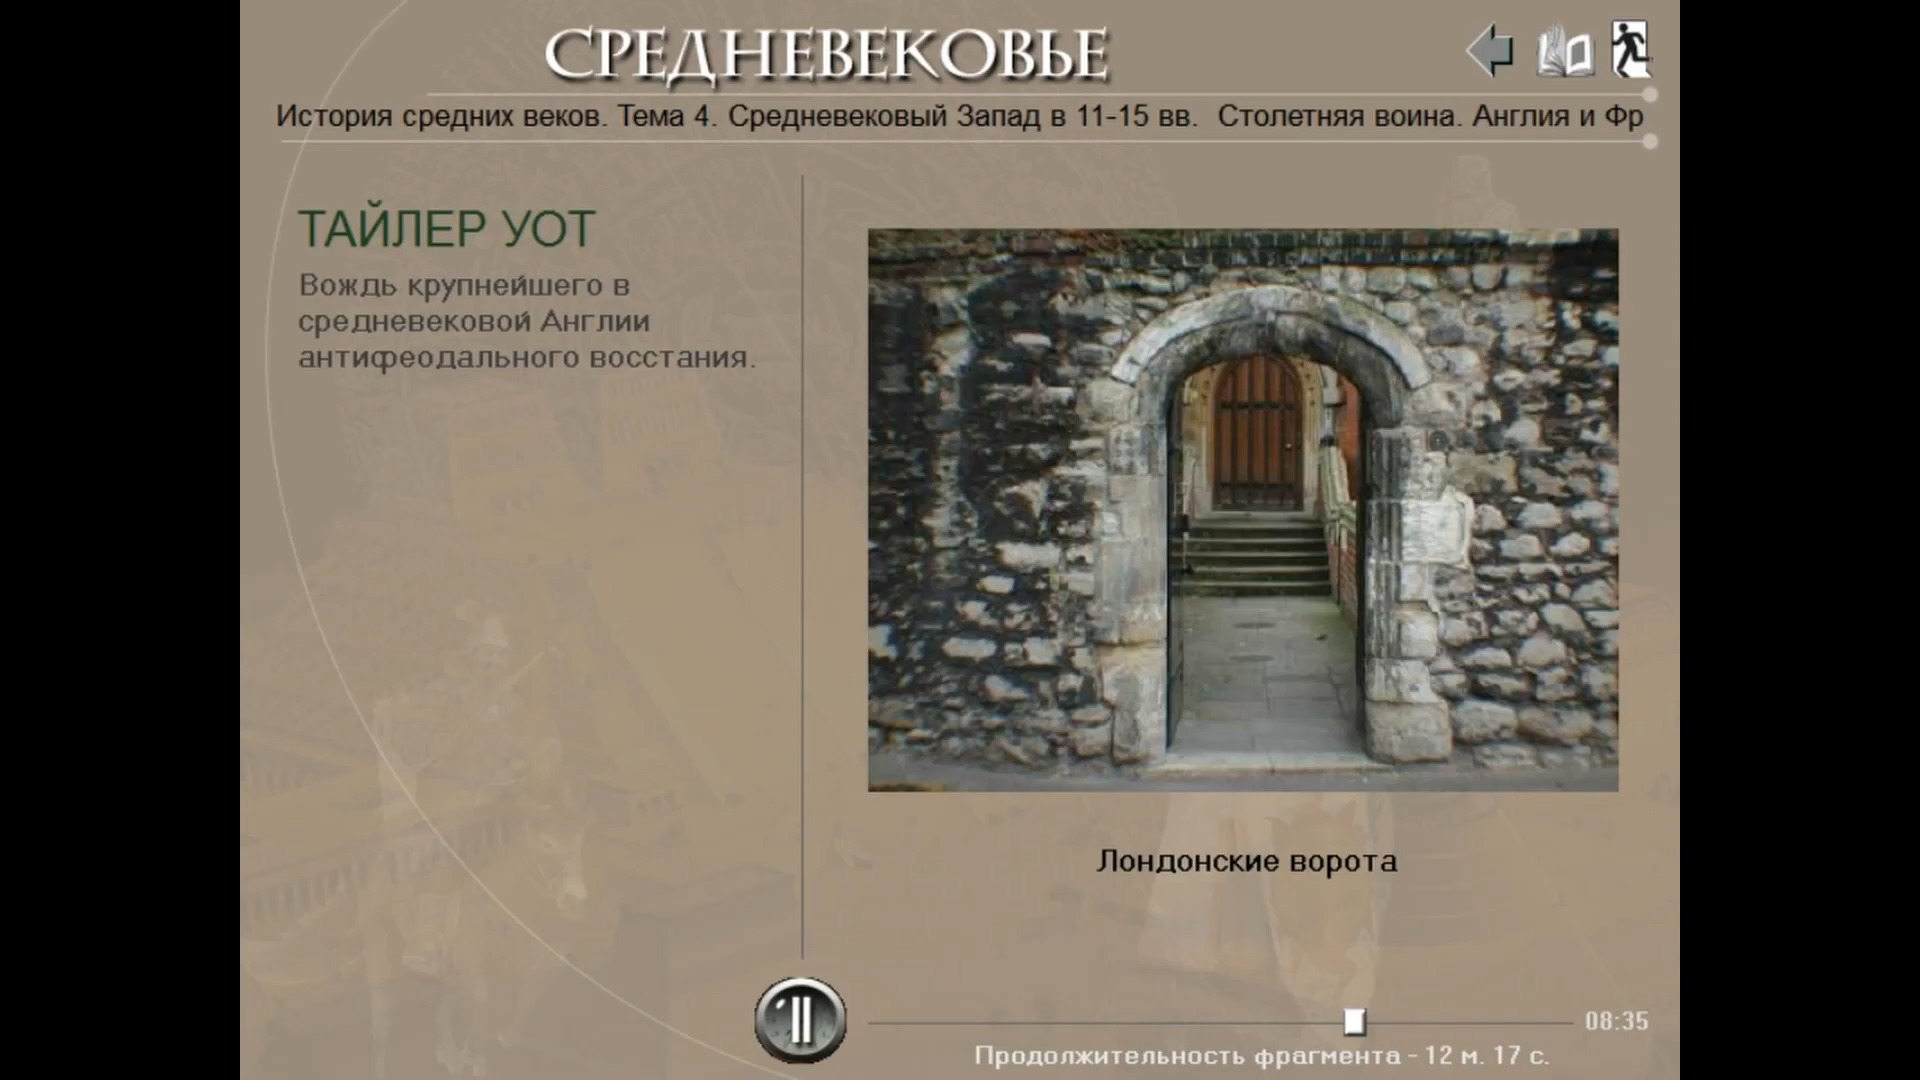 СРЕДНЕВЕКОВЬЕ
История средних веков. Тема 4. Средневековый Запад в 11-15 вв.  Столетняя воина. Англия и Фр
ТАЙЛЕР УОТ
Вождь крупнейшего в
средневековой Англии
антифеодального восстания.
Лондонские ворота
08:35
Продолжительность фрагмента - 12 м. 17 с.